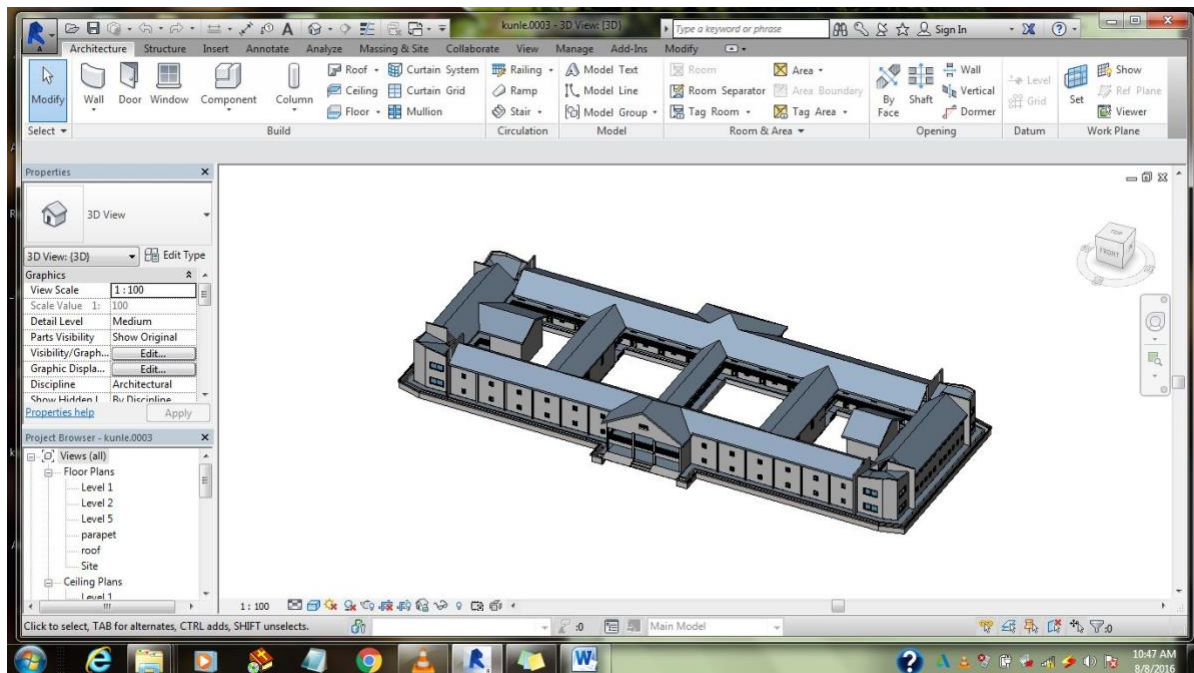 kunle.0003 - 3D View: {3D}
Type a keyword or phrase
Sign In
Architecture Structure Insert Annotate Analyze Massing & Site Collaborate View Manage Add-Ins Modify
Modify
Wall
Door
Window
Component
Column
Roof
Ceiling
Floor
Curtain System
Curtain Grid
Mullion
Railing
Ramp
Stair
Model Text
Model Line
Model Group
Room
Room Separator
Tag Room
Area
Area Boundary
Tag Area
By Face
Shaft
Wall
Vertical
Dormer
Level
Grid
Set
Show
Ref Plane
Viewer
Select Build Circulation Model Room & Area Opening Datum Work Plane
Properties
3D View
3D View: {3D} Edit Type
Graphics
View Scale 1 : 100
Scale Value 1: 100
Detail Level Medium
Parts Visibility Show Original
Visibility/Graph... Edit...
Graphic Displa... Edit...
Discipline Architectural
Show Hidden L By Discipline
Properties help Apply
Project Browser - kunle.0003
Views (all)
Floor Plans
Level 1
Level 2
Level 5
parapet
roof
Site
Ceiling Plans
Level 1
TOP
FRONT
1 : 100
Click to select, TAB for alternates, CTRL adds, SHIFT unselects.
:0
Main Model
:0
10:47 AM
8/8/2016